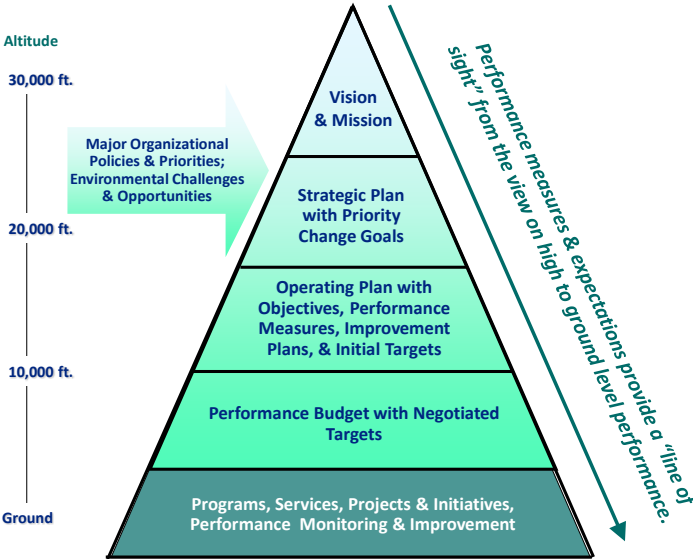 Altitude
30,000 ft.
20,000 ft.
10,000 ft.
Ground
Major Organizational
Policies & Priorities;
Environmental Challenges
& Opportunities
Vision
& Mission
Strategic Plan
with Priority
Change Goals
Operating Plan with
Objectives, Performance
Measures, Improvement
Plans, & Initial Targets
Performance Budget with Negotiated
Targets
Programs, Services, Projects & Initiatives,
Performance Monitoring & Improvement
Performance measures & expectations provide a “line of
sight” from the view on high to ground level performance.